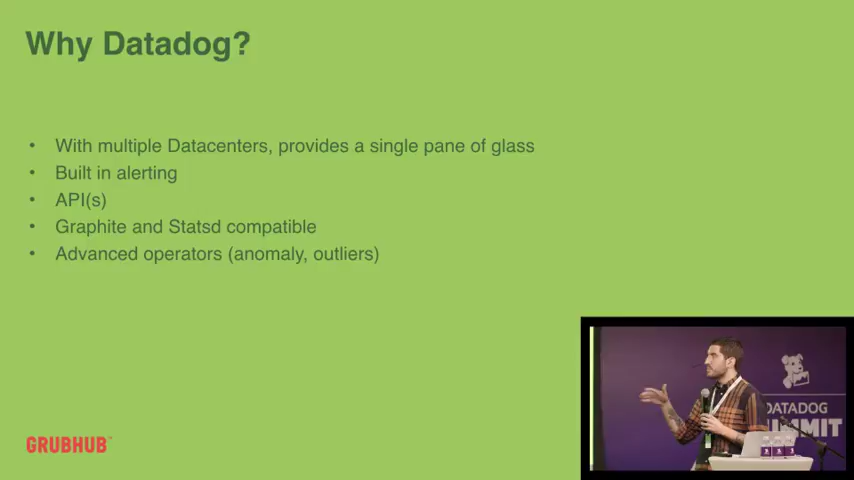 Why Datadog?
• With multiple Datacenters, provides a single pane of glass
• Built in alerting
• API(s)
• Graphite and Statsd compatible
• Advanced operators (anomaly, outliers)
GRUBHUB
DATADOG
SUMMIT